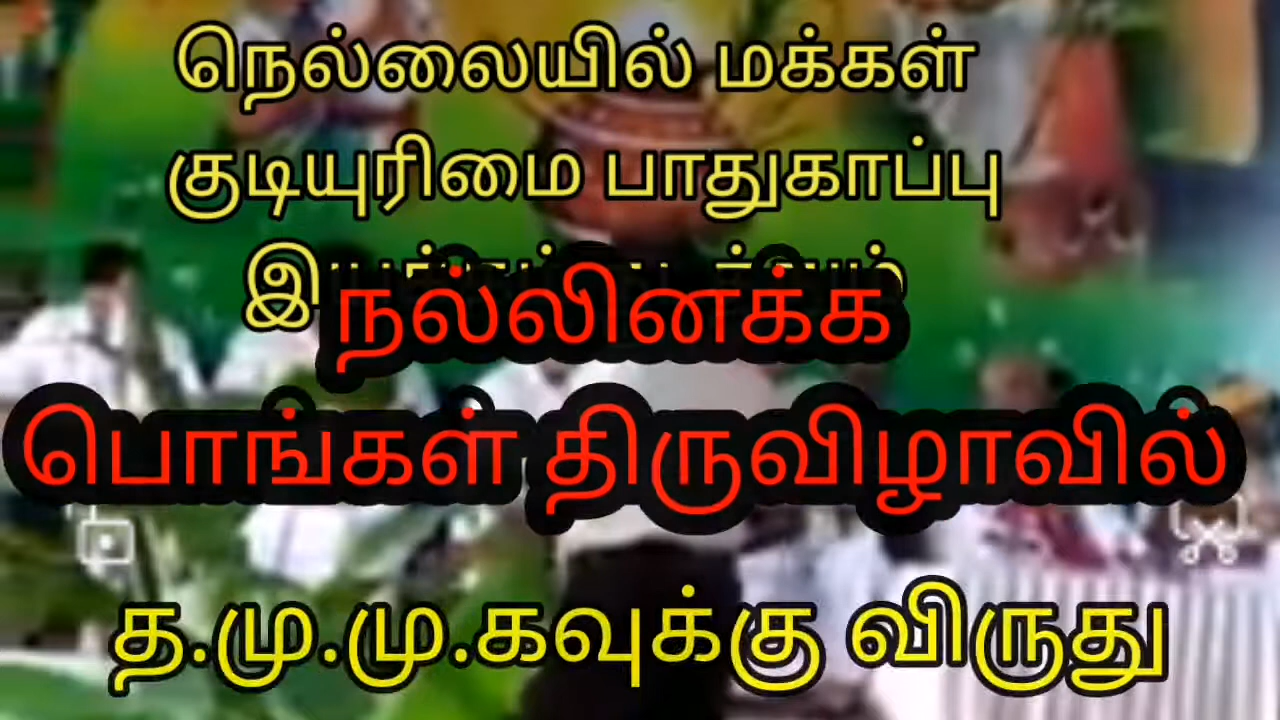 நெல்லையில் மக்கள்
குடியுரிமை பாதுகாப்பு
நல்லினக்க
பொங்கள் திருவிழாவில்
த.மு.மு.கவுக்கு விருது